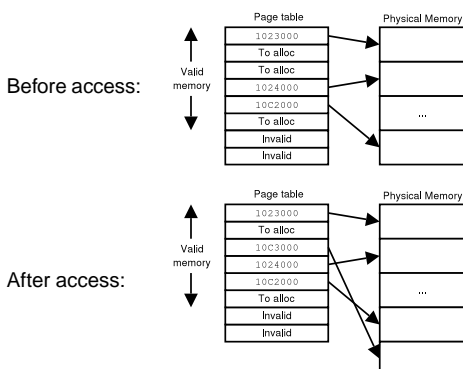 Before access:
Valid
memory
Page table
1023000
To alloc
To alloc
1024000
10C2000
To alloc
Invalid
Invalid
Physical Memory
...
After access:
Valid
memory
Page table
1023000
To alloc
10C3000
1024000
10C2000
To alloc
Invalid
Invalid
Physical Memory
...